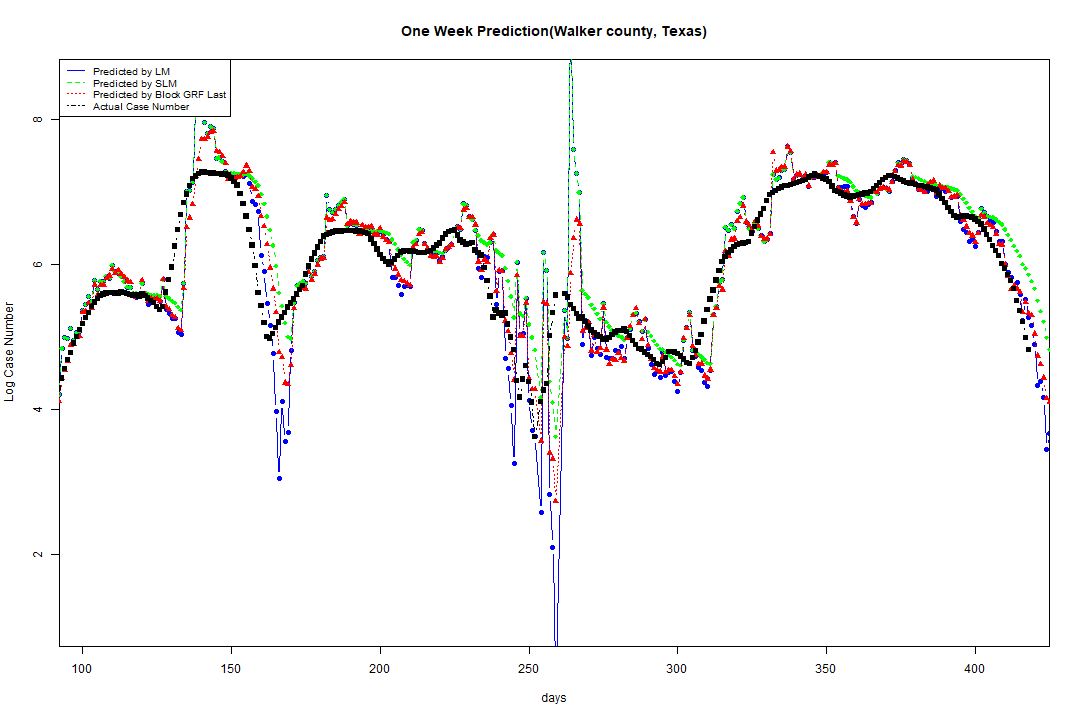 One Week Prediction(Walker county, Texas)
Predicted by LM
Predicted by SLM
Predicted by Block GRF Last
Actual Case Number
8
6
4
2
Log Case Number
100 150 200 250 300 350 400
days